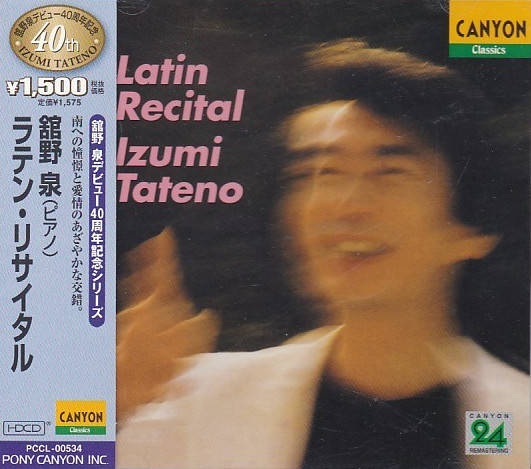 舘野泉デビュー40周年記念
40th
IZUMI TATENO
¥1,500 税抜価格
定価¥1,575
舘野 泉(ピアノ)
ラテン・リサイタル
舘野 泉デビュー40周年記念シリーズ
南への憧憬と愛情のあざやかな交錯。
HDCD®
CANYON
Classics
PCCL-00534
PONY CANYON INC.
Latin
Recital
Izumi
Tateno
CANYON
Classics
CANYON
24
REMASTERING